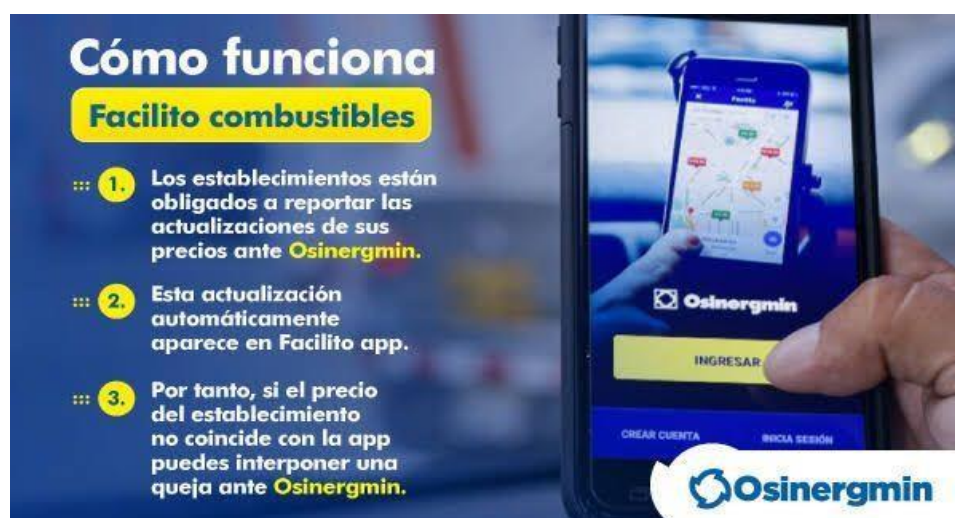 Cómo funciona
Facilito combustibles
1. Los establecimientos están
obligados a reportar las
actualizaciones de sus
precios ante Osinergmin.
2. Esta actualización
automáticamente
aparece en Facilito app.
3. Por tanto, si el precio
del establecimiento
no coincide con la app
puedes interponer una
queja ante Osinergmin.
Facilito
Osinergmin
INGRESAR
CREAR CUENTA
INICIA SESIÓN
Osinergmin